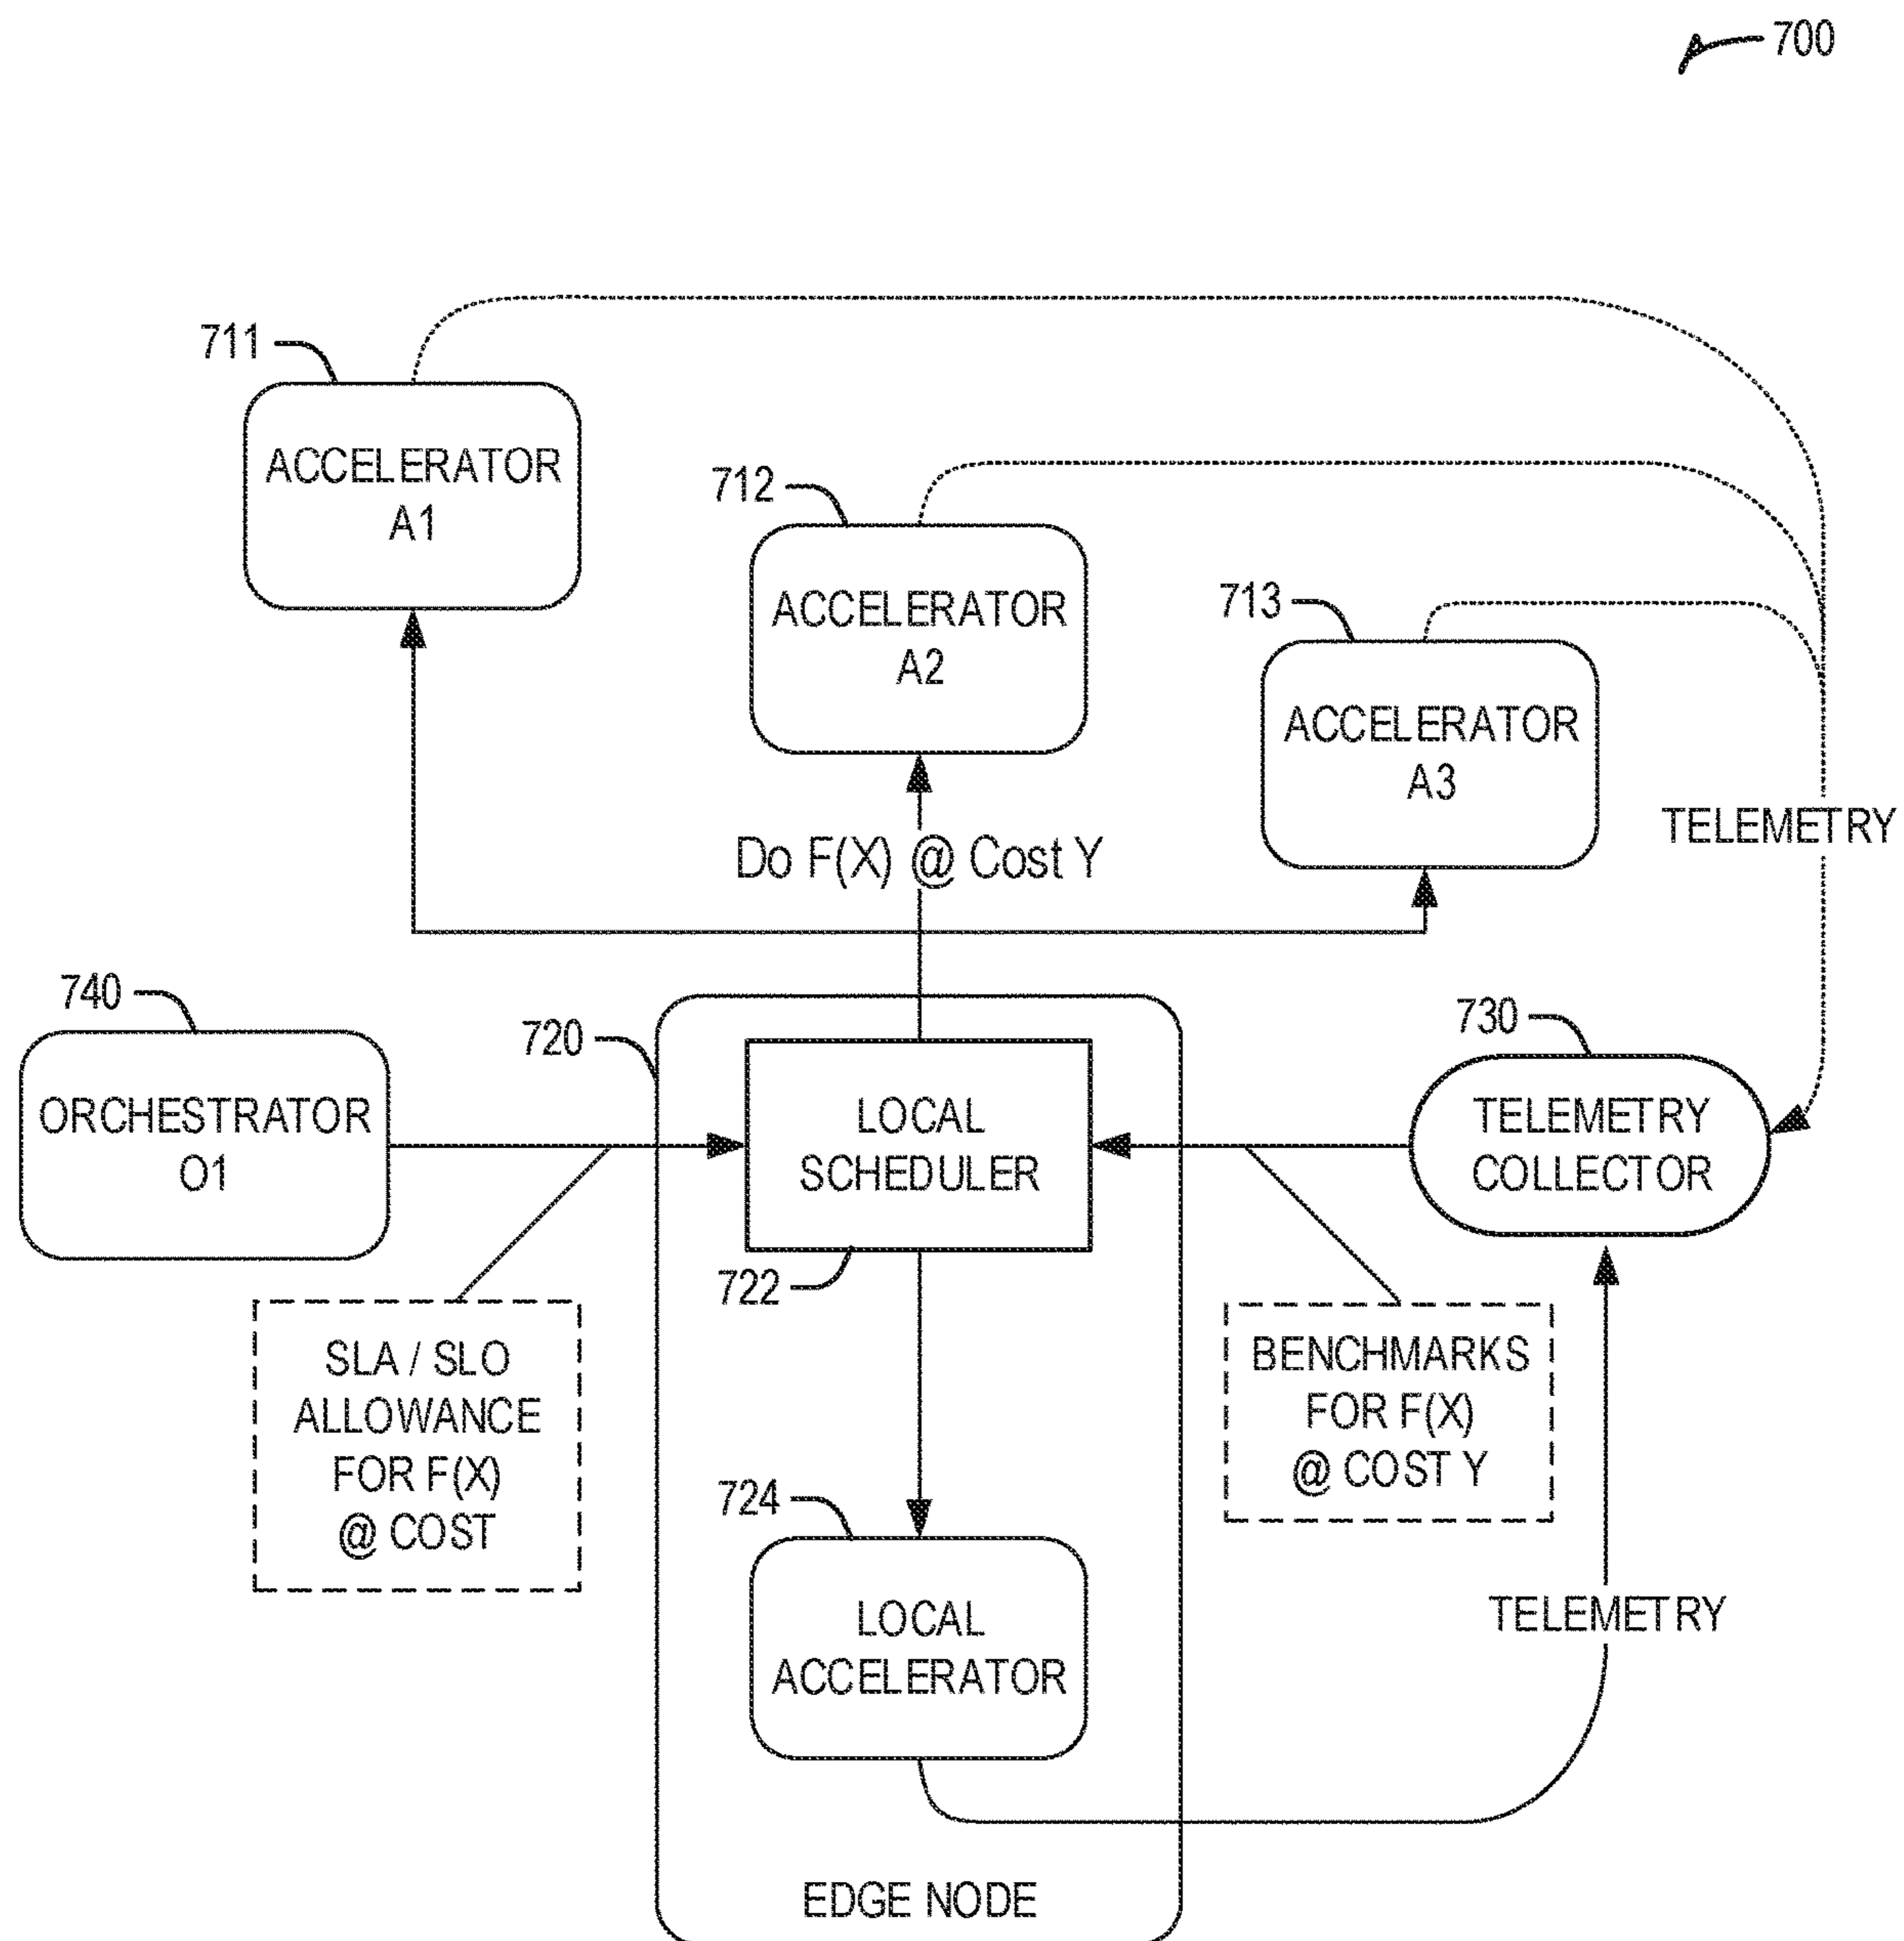 700
711
ACCELERATOR
A1
712
ACCELERATOR
A2
713
ACCELERATOR
A3
TELEMETRY
Do F(X) @ Cost Y
740
ORCHESTRATOR
O1
720
LOCAL
SCHEDULER
722
730
TELEMETRY
COLLECTOR
SLA / SLO
ALLOWANCE
FOR F(X)
@ COST
BENCHMARKS
FOR F(X)
@ COST Y
724
LOCAL
ACCELERATOR
TELEMETRY
EDGE NODE